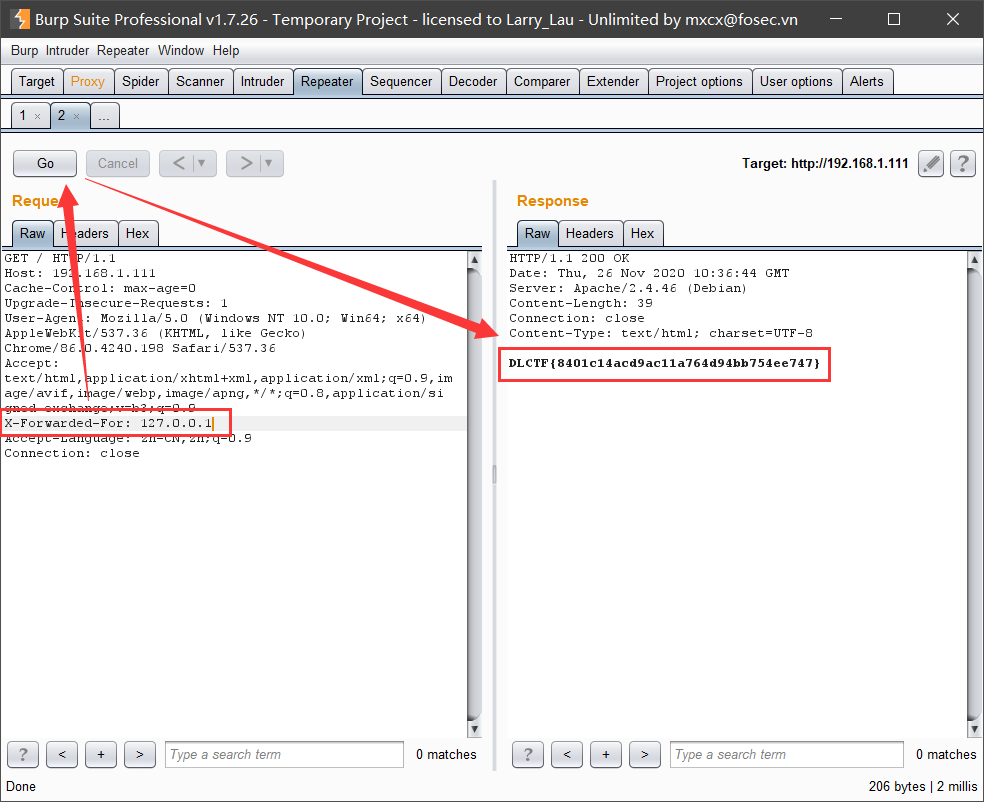 Burp Suite Professional v1.7.26 - Temporary Project - licensed to Larry_Lau - Unlimited by mxcx@fosec.vn
Burp Intruder Repeater Window Help
Target Proxy Spider Scanner Intruder Repeater Sequencer Decoder Comparer Extender Project options User options Alerts
1 × 2 × ...
Go Cancel < ▼ > ▼ Target: http://192.168.1.111 ?
Reque
Raw Headers Hex
GET / HTTP/1.1
Host: 192.168.1.111
Cache-Control: max-age=0
Upgrade-Insecure-Requests: 1
User-Agent: Mozilla/5.0 (Windows NT 10.0; Win64; x64)
AppleWebKit/537.36 (KHTML, like Gecko)
Chrome/86.0.4240.198 Safari/537.36
Accept:
text/html,application/xhtml+xml,application/xml;q=0.9,im
age/avif,image/webp,image/apng,*/*;q=0.8,application/si
gned-exchange;v=b3;q=0.9
X-Forwarded-For: 127.0.0.1
Accept-Language: zh-CN,zh;q=0.9
Connection: close
? < + > Type a search term 0 matches
Response
Raw Headers Hex
HTTP/1.1 200 OK
Date: Thu, 26 Nov 2020 10:36:44 GMT
Server: Apache/2.4.46 (Debian)
Content-Length: 39
Connection: close
Content-Type: text/html; charset=UTF-8
DLCTF{8401c14acd9ac11a764d94bb754ee747}
? < + > Type a search term 0 matches
Done 206 bytes | 2 millis